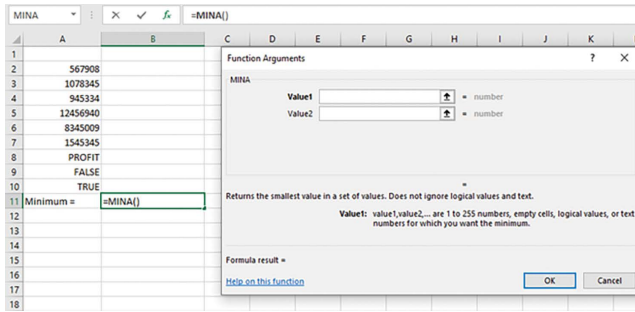 MINA fx =MINA()
A B C D E F G H I J K
1
2 567908
3 1078345
4 945334
5 12456940
6 8345009
7 1545345
8 PROFIT
9 FALSE
10 TRUE
11 Minimum = =MINA()
12
13
14
15
16
17
18
Function Arguments ? ×
MINA
Value1 = number
Value2 = number
=
Returns the smallest value in a set of values. Does not ignore logical values and text.
Value1: value1,value2,... are 1 to 255 numbers, empty cells, logical values, or text
numbers for which you want the minimum.
Formula result =
Help on this function OK Cancel